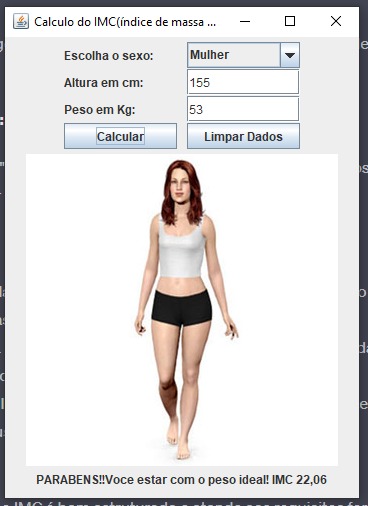 Calculo do IMC(índice de massa ...
Escolha o sexo:
Mulher
Altura em cm:
155
Peso em Kg:
53
Calcular
Limpar Dados
PARABENS!!Voce estar com o peso ideal! IMC 22,06